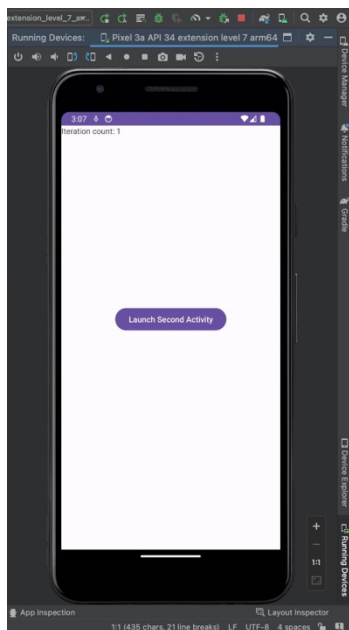 extension_level_7_ar..
Running Devices: Pixel 3a API 34 extension level 7 arm64
Device Manager
Notifications
Gradle
3:07
Iteration count: 1
Launch Second Activity
Device Explorer
Running Devices
1:1
App Inspection
Layout Inspector
1:1 (435 chars, 21 line breaks) LF UTF-8 4 spaces